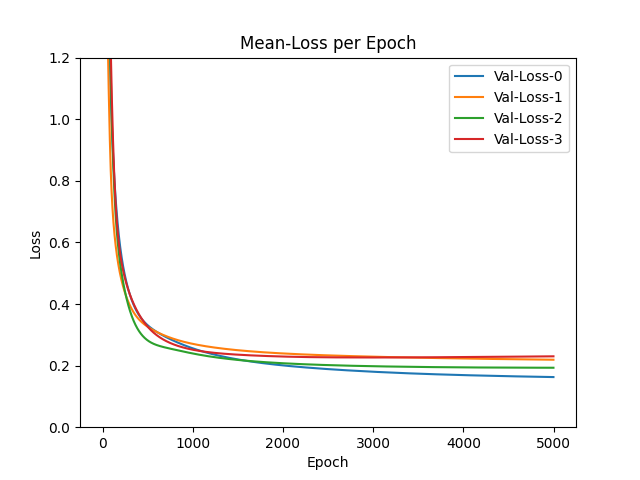 Mean-Loss per Epoch
1.2
1.0
0.8
0.6
0.4
0.2
0.0
Loss
Val-Loss-0
Val-Loss-1
Val-Loss-2
Val-Loss-3
0 1000 2000 3000 4000 5000
Epoch